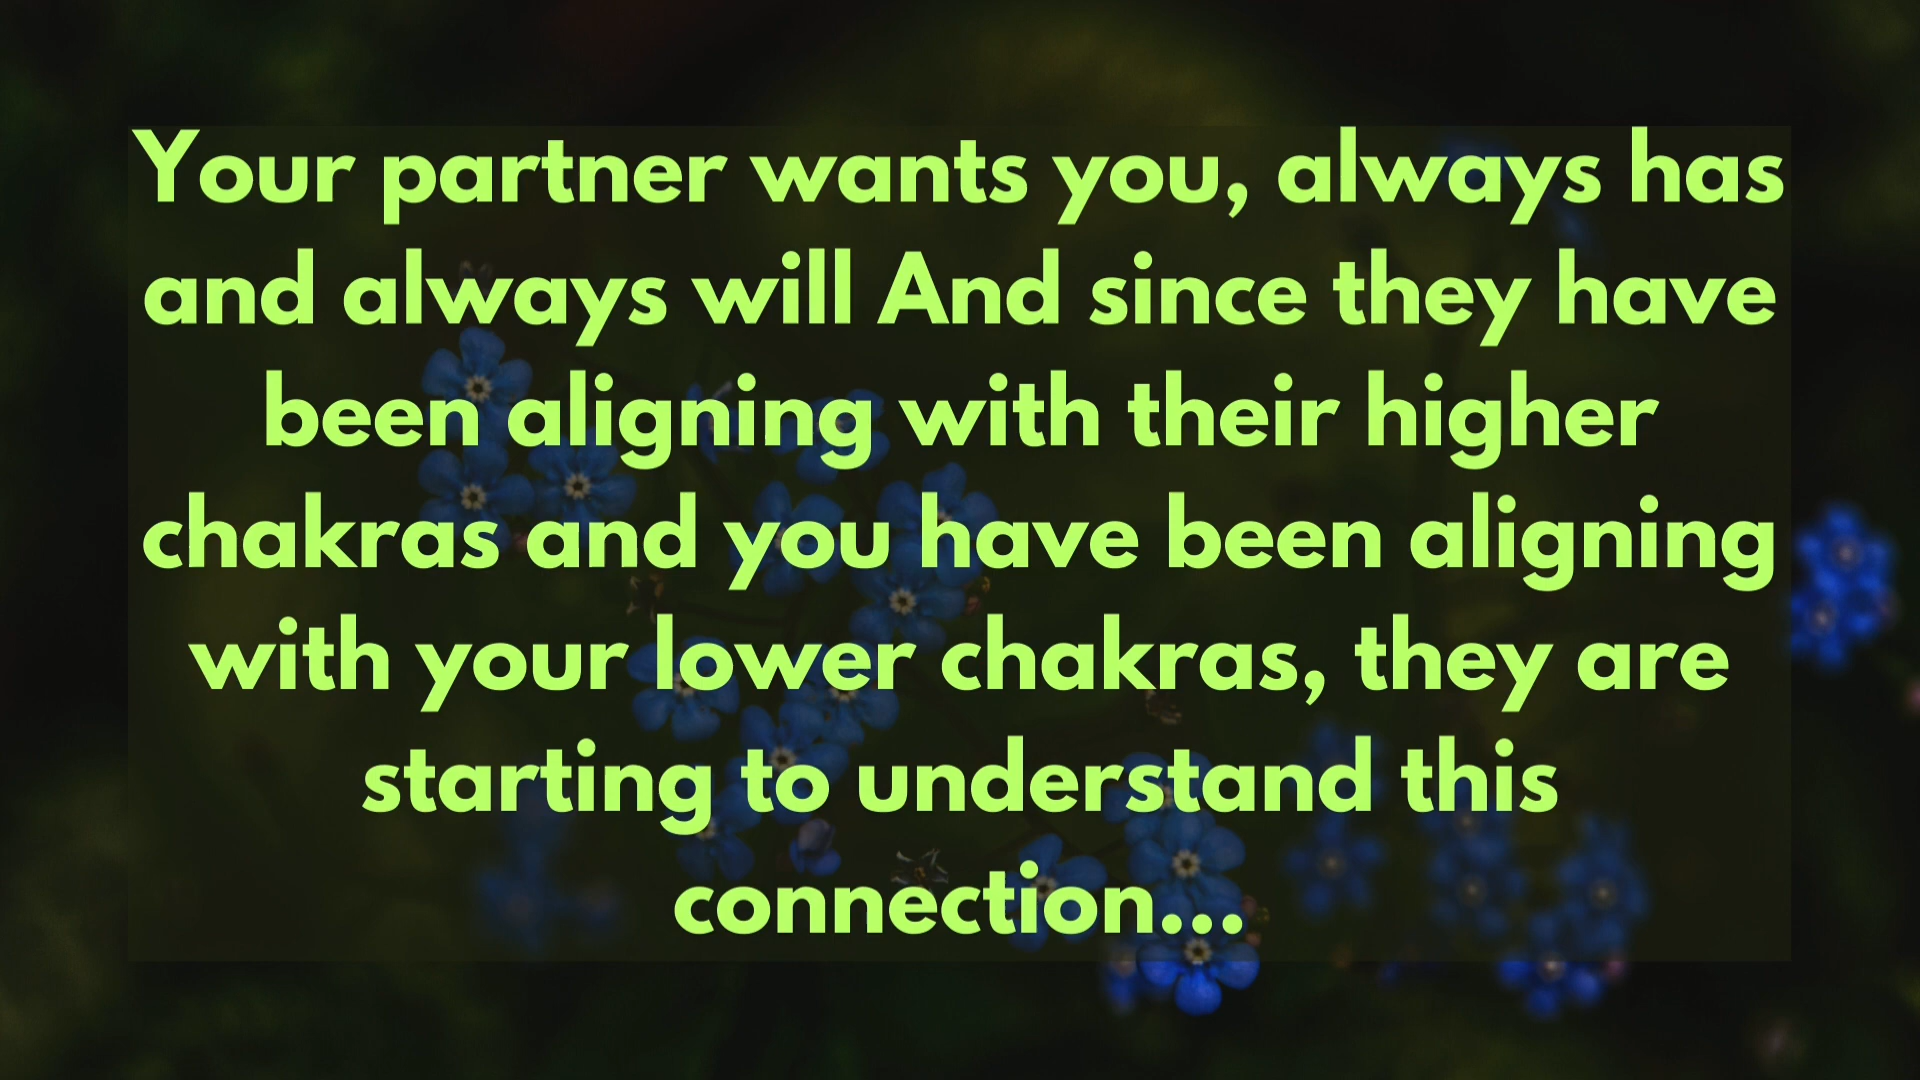 Your partner wants you, always has
and always will And since they have
been aligning with their higher
chakras and you have been aligning
with your lower chakras, they are
starting to understand this
connection...